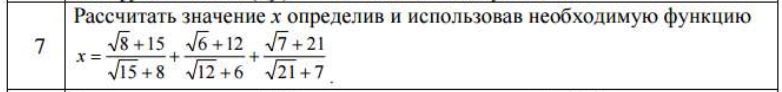 Рассчитать значение x определив и использовав необходимую функцию
7
x = (√8 + 15)/(√15 + 8) + (√6 + 12)/(√12 + 6) + (√7 + 21)/(√21 + 7) .